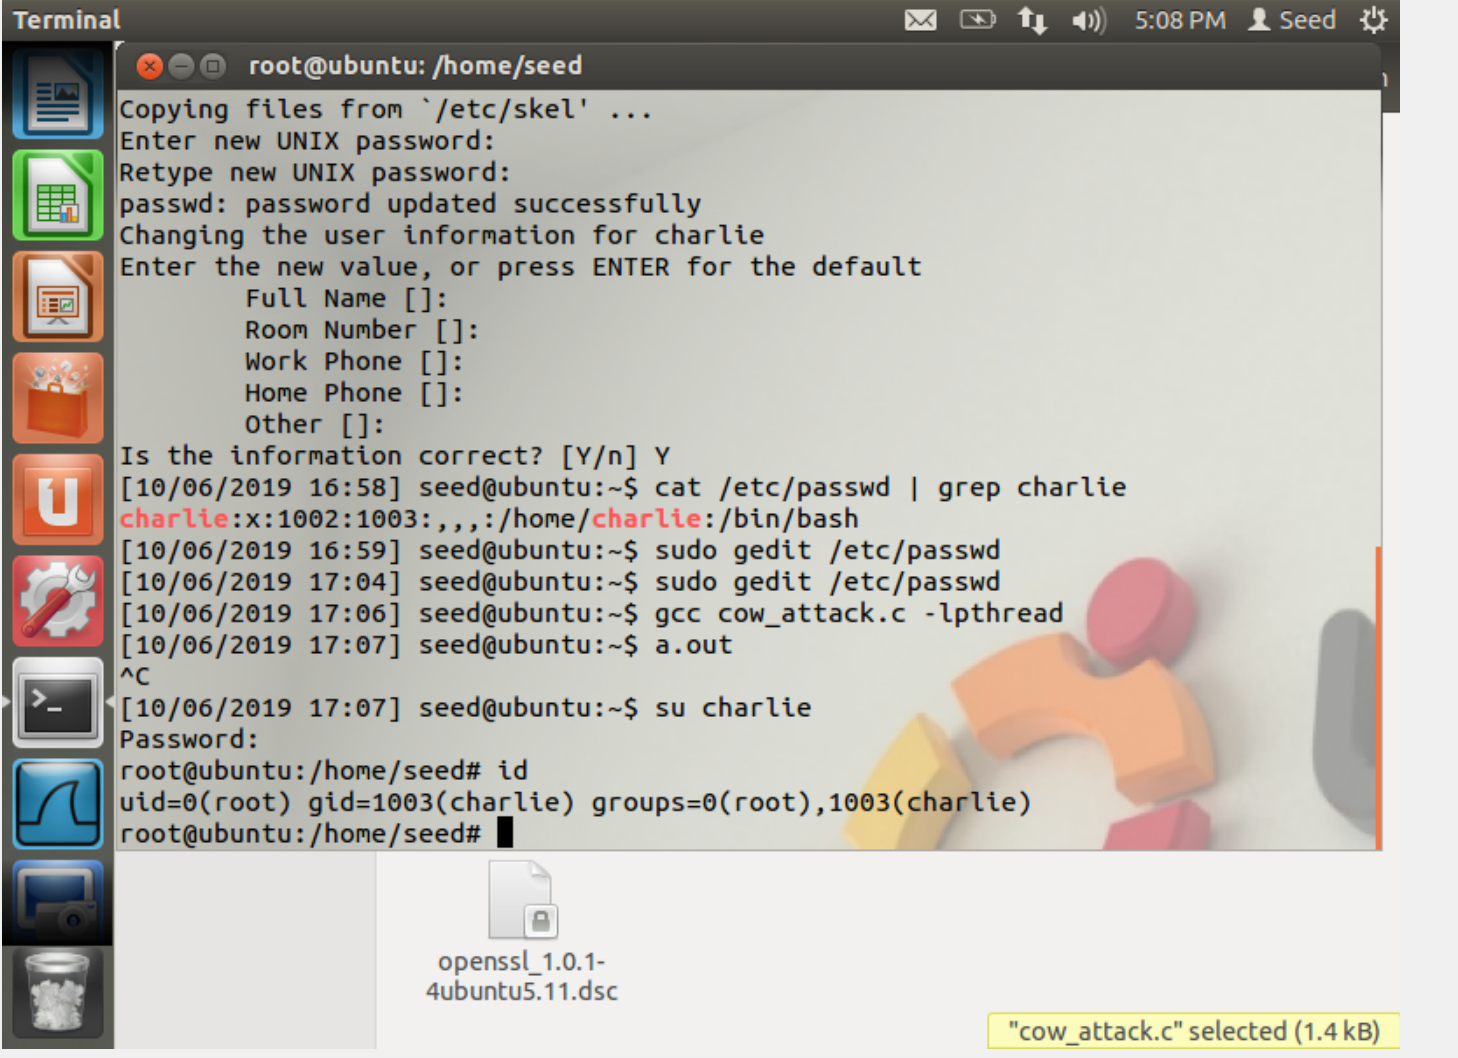 Terminal
5:08 PM Seed
root@ubuntu: /home/seed
Copying files from `/etc/skel' ...
Enter new UNIX password:
Retype new UNIX password:
passwd: password updated successfully
Changing the user information for charlie
Enter the new value, or press ENTER for the default
Full Name []:
Room Number []:
Work Phone []:
Home Phone []:
Other []:
Is the information correct? [Y/n] Y
[10/06/2019 16:58] seed@ubuntu:~$ cat /etc/passwd | grep charlie
charlie:x:1002:1003:,,,:/home/charlie:/bin/bash
[10/06/2019 16:59] seed@ubuntu:~$ sudo gedit /etc/passwd
[10/06/2019 17:04] seed@ubuntu:~$ sudo gedit /etc/passwd
[10/06/2019 17:06] seed@ubuntu:~$ gcc cow_attack.c -lpthread
[10/06/2019 17:07] seed@ubuntu:~$ a.out
^C
[10/06/2019 17:07] seed@ubuntu:~$ su charlie
Password:
root@ubuntu:/home/seed# id
uid=0(root) gid=1003(charlie) groups=0(root),1003(charlie)
root@ubuntu:/home/seed#
openssl_1.0.1-
4ubuntu5.11.dsc
"cow_attack.c" selected (1.4 kB)